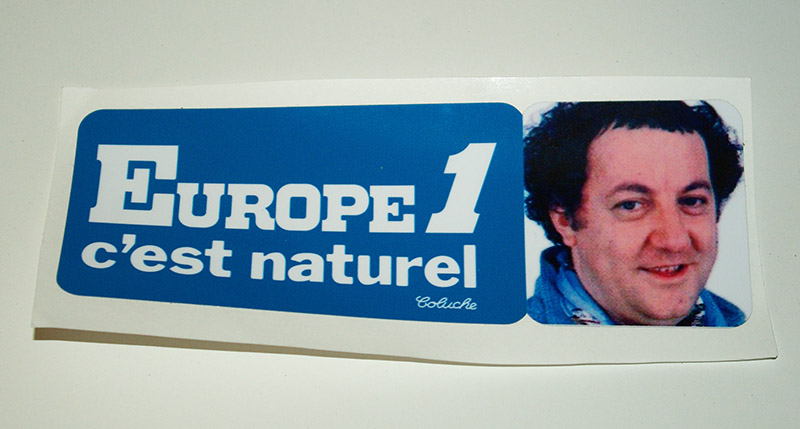 EUROPE 1
c'est naturel
Coluche